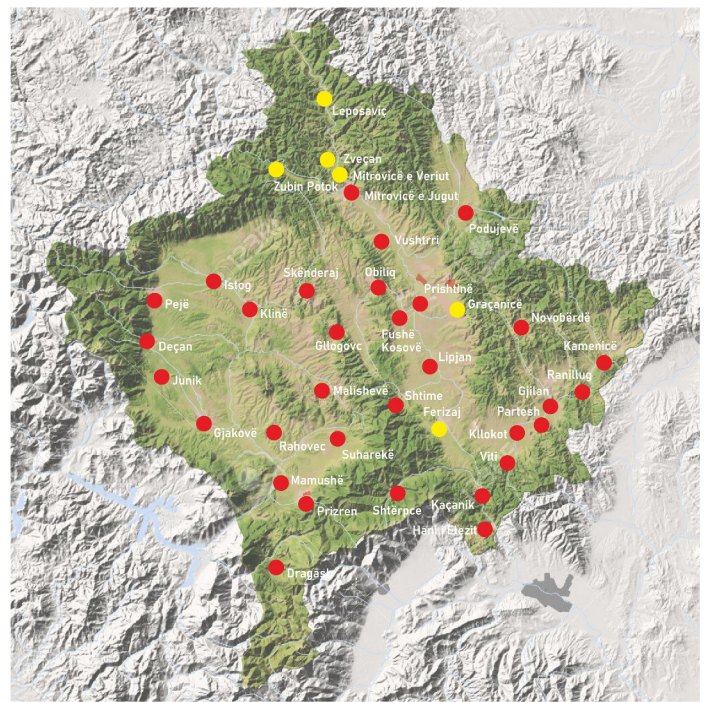 Leposaviç
Zveçan
Mitrovicë e Veriut
Zubin Potok
Mitrovicë e Jugut
Podujevë
Vushtrri
Obiliq
Skënderaj
Istog
Prishtinë
Pejë
Klinë
Graçanicë
Novobërdë
Fushë
Kosovë
Gllogovc
Deçan
Kamenicë
Lipjan
Junik
Ranillug
Malishevë
Gjilan
Shtime
Partesh
Ferizaj
Gjakovë
Rahovec
Kllokot
Suharekë
Viti
Mamushë
Kaçanik
Shtërpce
Prizren
Hani i Elezit
Dragash